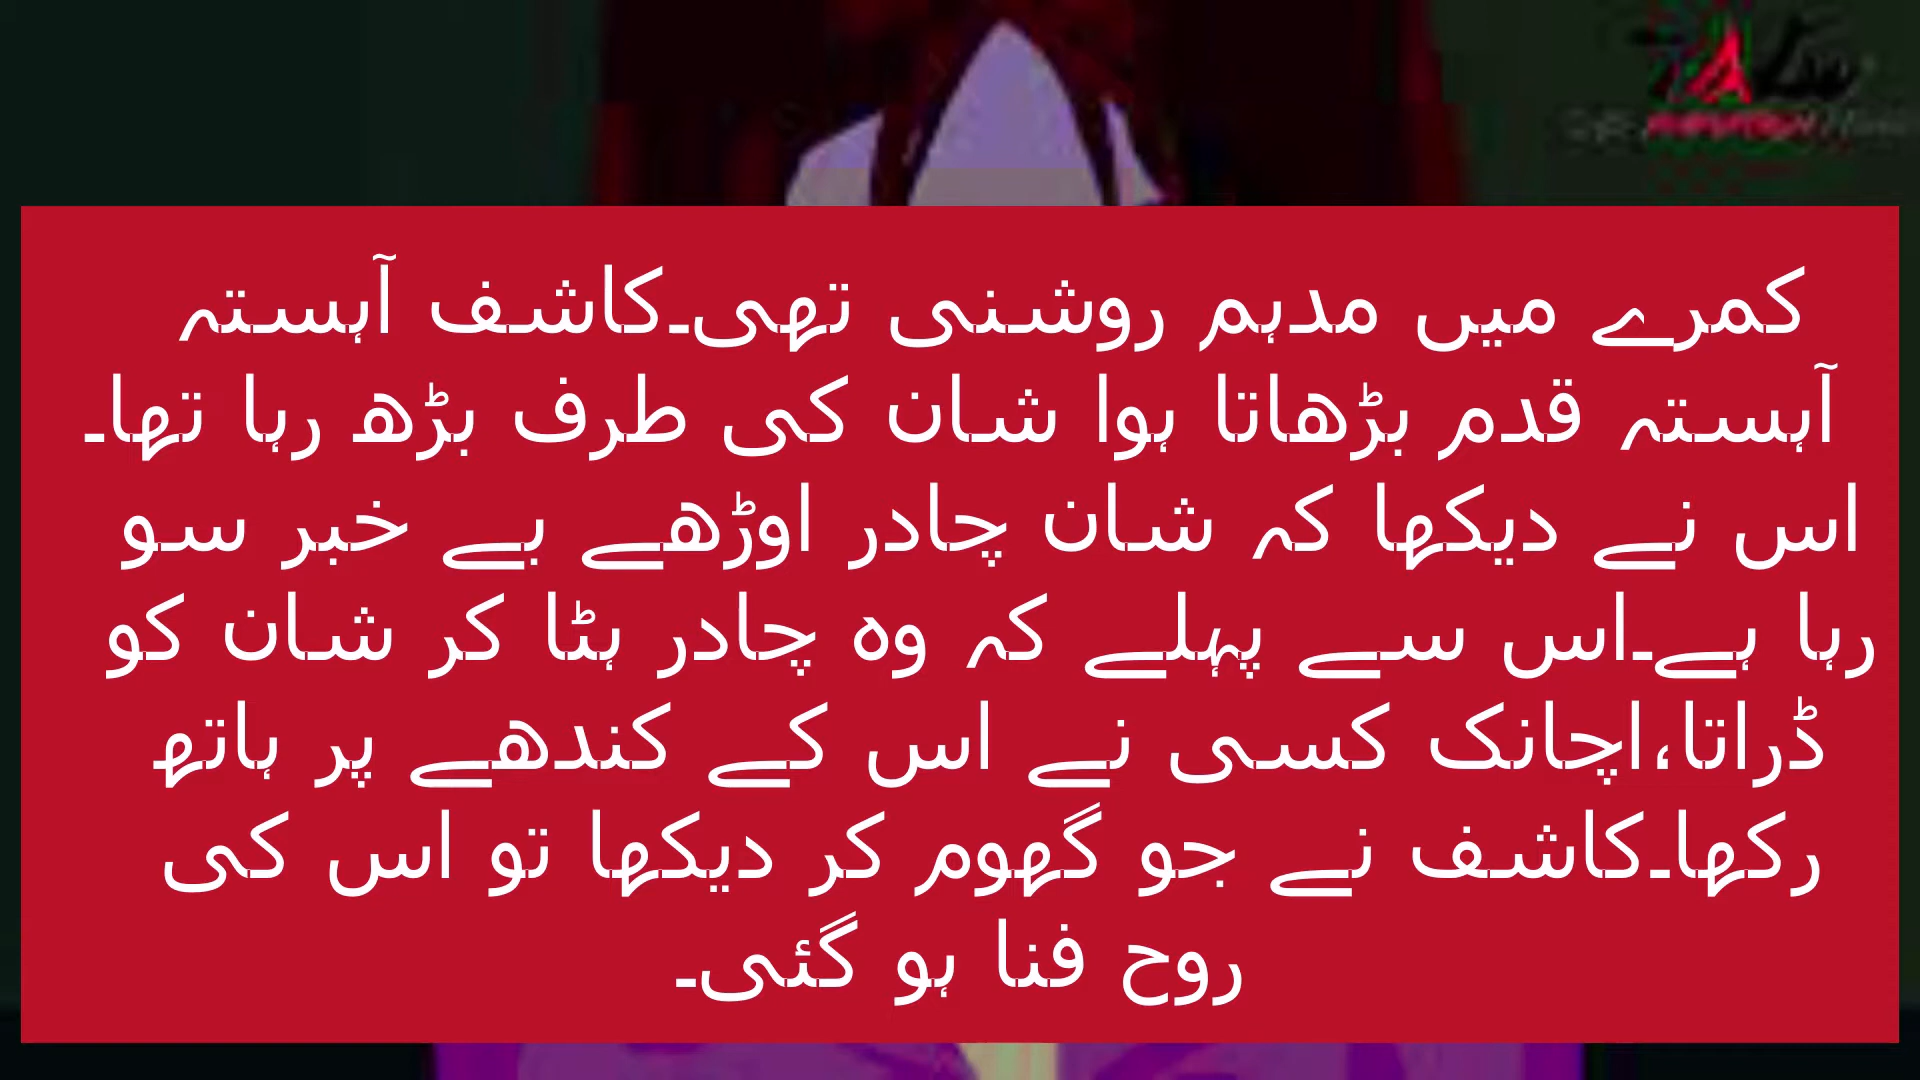 کمرے میں مدہم روشنی تھی۔کاشف آہستہ
آہستہ قدم بڑھاتا ہوا شان کی طرف بڑھ رہا تھا۔
اس نے دیکھا کہ شان چادر اوڑھے بے خبر سو
رہا ہے۔اس سے پہلے کہ وہ چادر ہٹا کر شان کو
ڈراتا،اچانک کسی نے اس کے کندھے پر ہاتھ
رکھا۔کاشف نے جو گھوم کر دیکھا تو اس کی
روح فنا ہو گئی۔